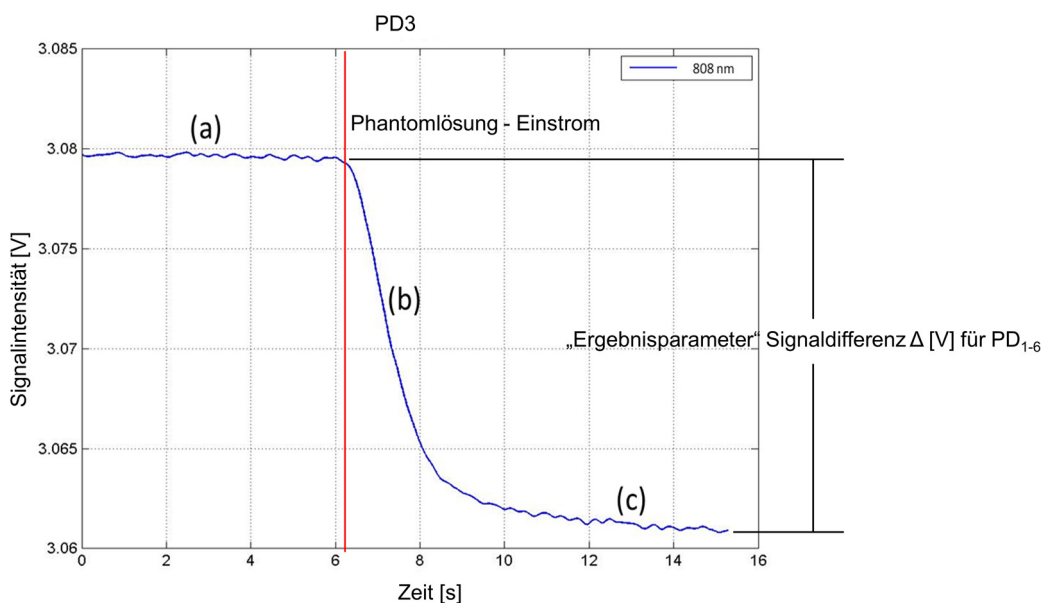 PD3
3.085
808 nm
(a)
Phantomlösung - Einstrom
3.08
3.075
(b)
„Ergebnisparameter“ Signaldifferenz Δ [V] für PD1-6
3.07
3.065
(c)
3.06
Signalintensität [V]
0 2 4 6 8 10 12 14 16
Zeit [s]